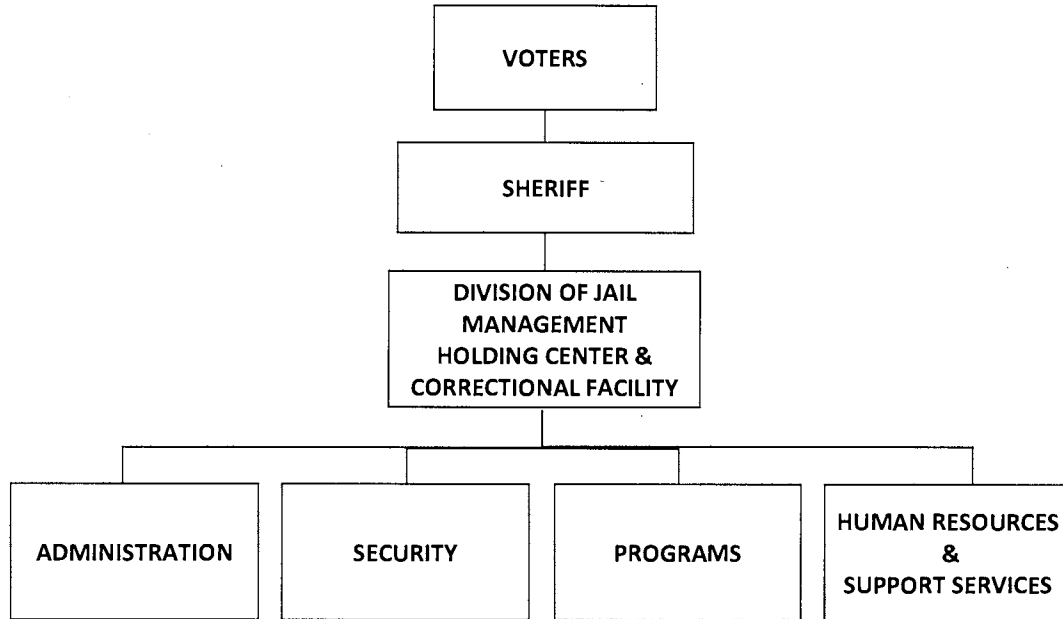 VOTERS
SHERIFF
DIVISION OF JAIL
MANAGEMENT
HOLDING CENTER &
CORRECTIONAL FACILITY
ADMINISTRATION
SECURITY
PROGRAMS
HUMAN RESOURCES
&
SUPPORT SERVICES